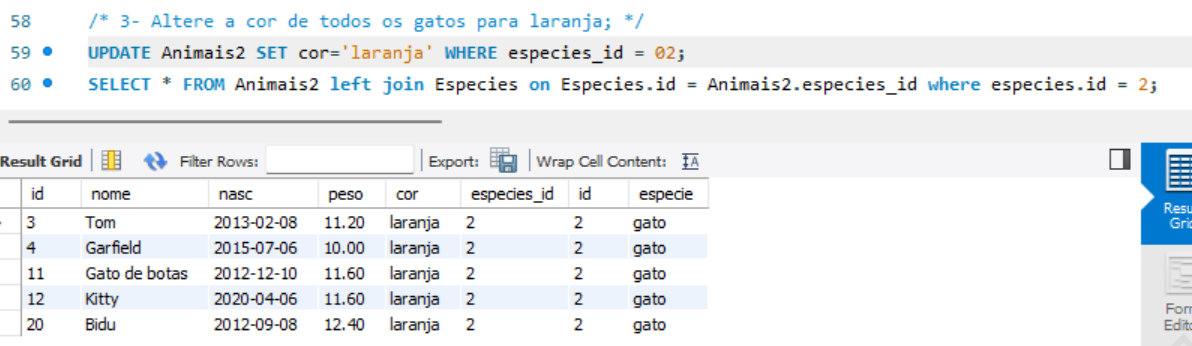 58 /* 3- Altere a cor de todos os gatos para laranja; */
59 UPDATE Animais2 SET cor='laranja' WHERE especies_id = 02;
60 SELECT * FROM Animais2 left join Especies on Especies.id = Animais2.especies_id where especies.id = 2;
Result Grid Filter Rows: Export: Wrap Cell Content: IA
id nome nasc peso cor especies_id id especie
3 Tom 2013-02-08 11.20 laranja 2 2 gato
4 Garfield 2015-07-06 10.00 laranja 2 2 gato
11 Gato de botas 2012-12-10 11.60 laranja 2 2 gato
12 Kitty 2020-04-06 11.60 laranja 2 2 gato
20 Bidu 2012-09-08 12.40 laranja 2 2 gato